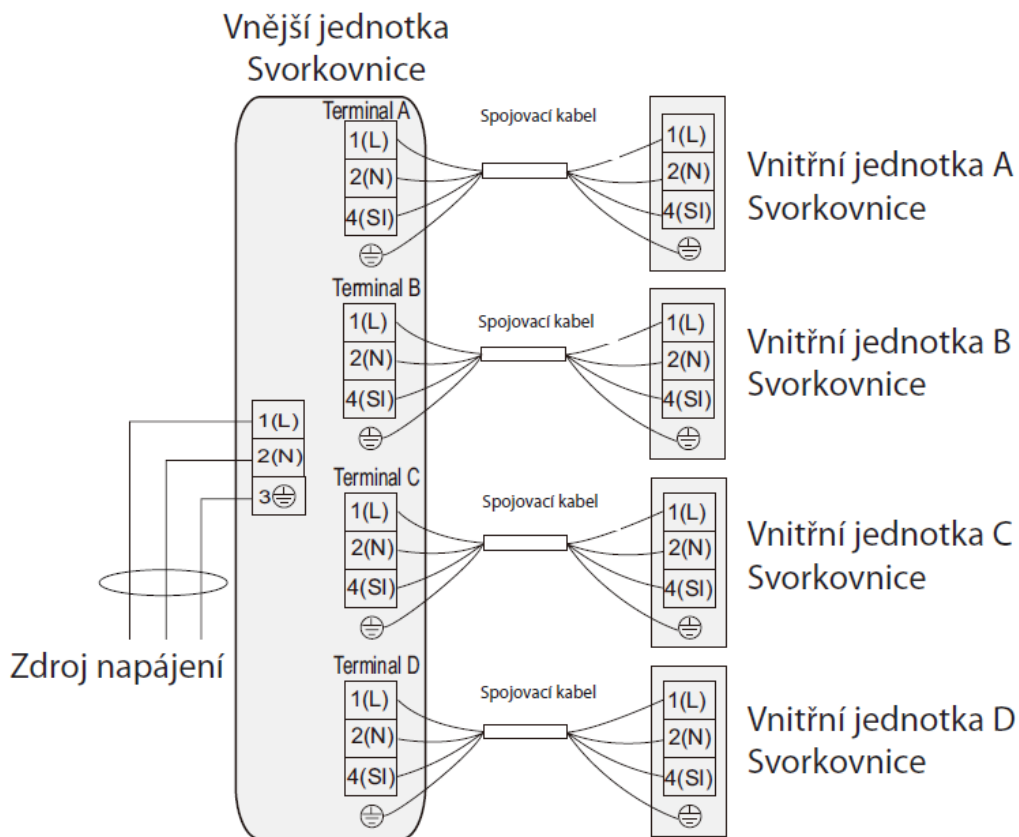 Vnější jednotka
Svorkovnice
Terminal A
1(L)
2(N)
4(SI)
Spojovací kabel
1(L)
2(N)
4(SI)
Vnitřní jednotka A
Svorkovnice
Terminal B
1(L)
2(N)
4(SI)
Spojovací kabel
1(L)
2(N)
4(SI)
Vnitřní jednotka B
Svorkovnice
1(L)
2(N)
3
Zdroj napájení
Terminal C
1(L)
2(N)
4(SI)
Spojovací kabel
1(L)
2(N)
4(SI)
Vnitřní jednotka C
Svorkovnice
Terminal D
1(L)
2(N)
4(SI)
Spojovací kabel
1(L)
2(N)
4(SI)
Vnitřní jednotka D
Svorkovnice